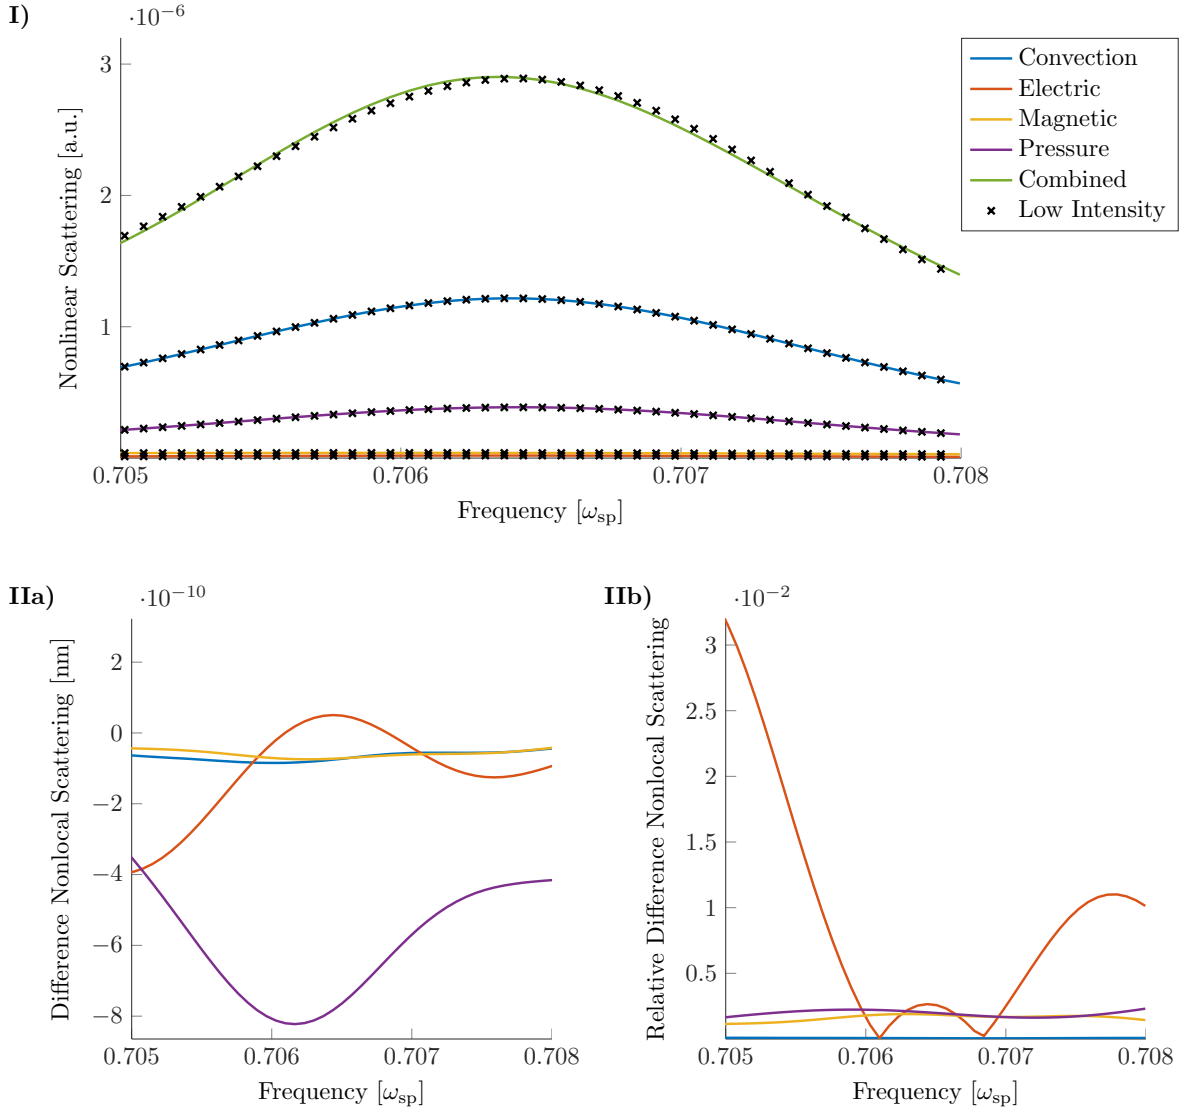 I)
·10⁻⁶
3
2
1
Nonlinear Scattering [a.u.]
0.705
0.706
0.707
0.708
Frequency [ωsp]
Convection
Electric
Magnetic
Pressure
Combined
Low Intensity
IIa)
·10⁻¹⁰
2
0
−2
−4
−6
−8
Difference Nonlocal Scattering [nm]
0.705
0.706
0.707
0.708
Frequency [ωsp]
IIb)
·10⁻²
3
2.5
2
1.5
1
0.5
Relative Difference Nonlocal Scattering
0.705
0.706
0.707
0.708
Frequency [ωsp]